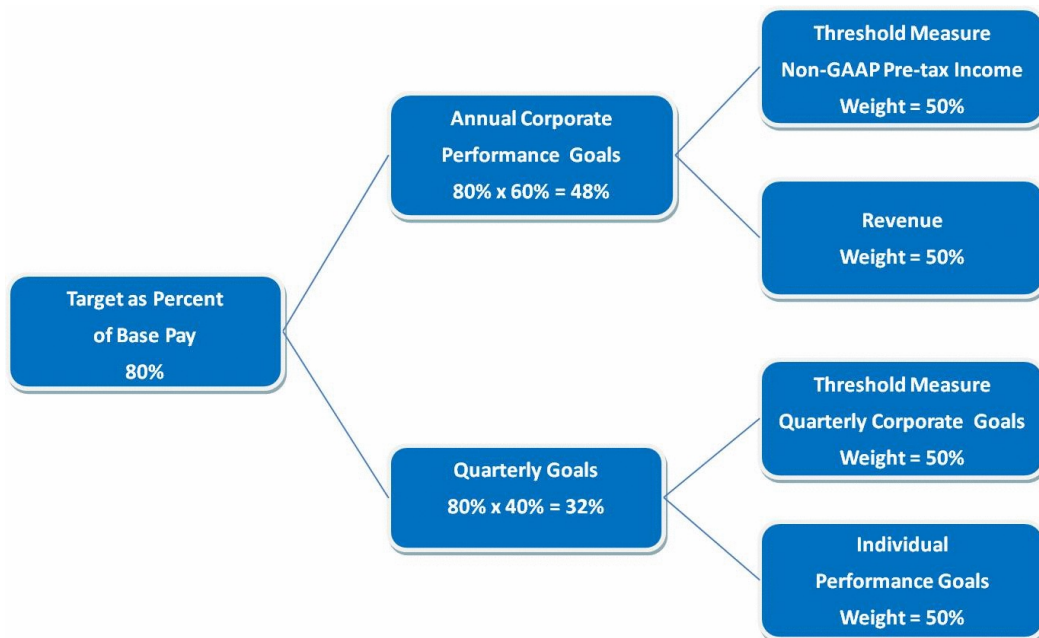 Target as Percent
of Base Pay
80%
Annual Corporate
Performance Goals
80% x 60% = 48%
Threshold Measure
Non-GAAP Pre-tax Income
Weight = 50%
Revenue
Weight = 50%
Quarterly Goals
80% x 40% = 32%
Threshold Measure
Quarterly Corporate Goals
Weight = 50%
Individual
Performance Goals
Weight = 50%